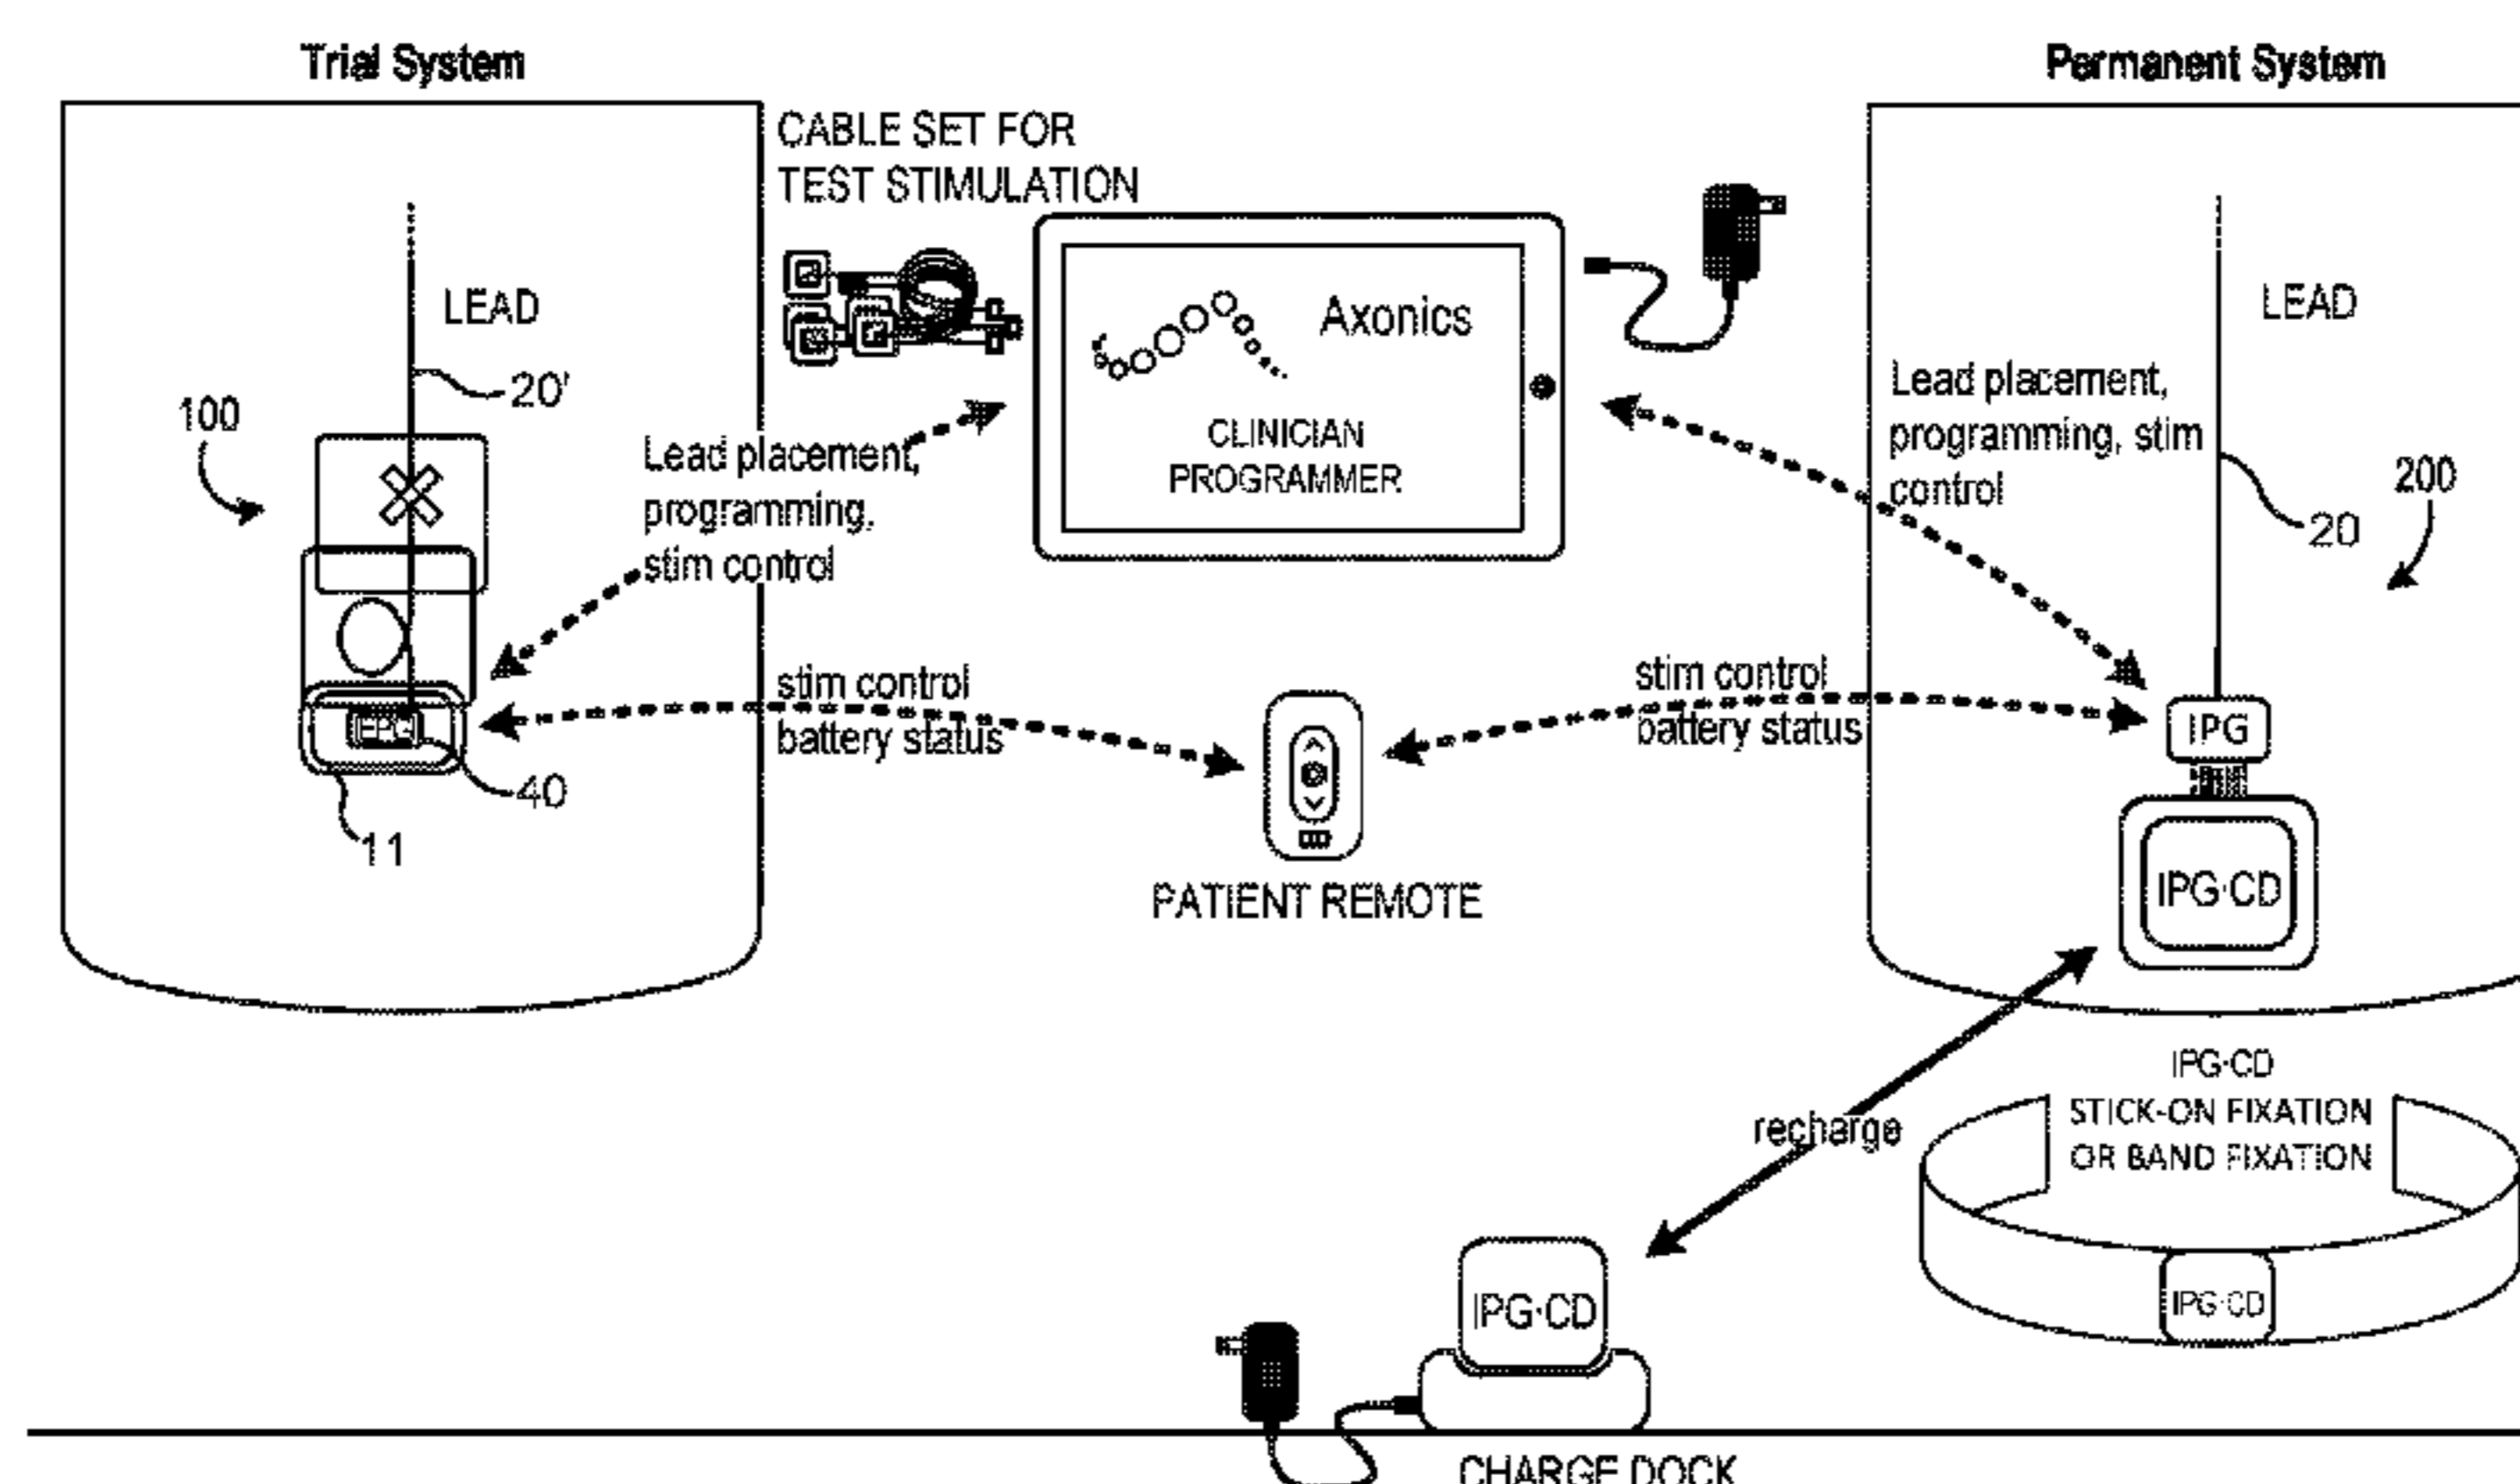 Trial System
Permanent System
CABLE SET FOR
TEST STIMULATION
LEAD
20'
100
Lead placement,
programming,
stim control
Axonics
CLINICIAN
PROGRAMMER
LEAD
Lead placement,
programming, stim
control
200
20
stim control
battery status
stim control
battery status
EPG
40
11
IPG
IPG·CD
PATIENT REMOTE
recharge
IPG·CD
STICK-ON FIXATION
OR BAND FIXATION
IPG·CD
IPG·CD
CHARGE DOCK